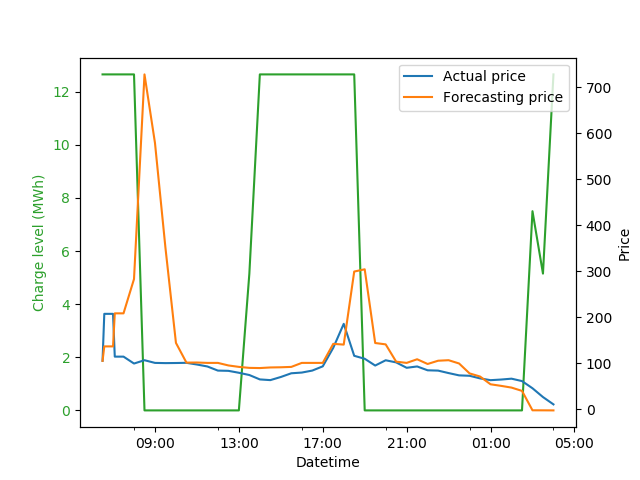 Actual price
Forecasting price
12
10
8
6
4
2
0
Charge level (MWh)
700
600
500
400
300
200
100
0
Price
09:00 13:00 17:00 21:00 01:00 05:00
Datetime